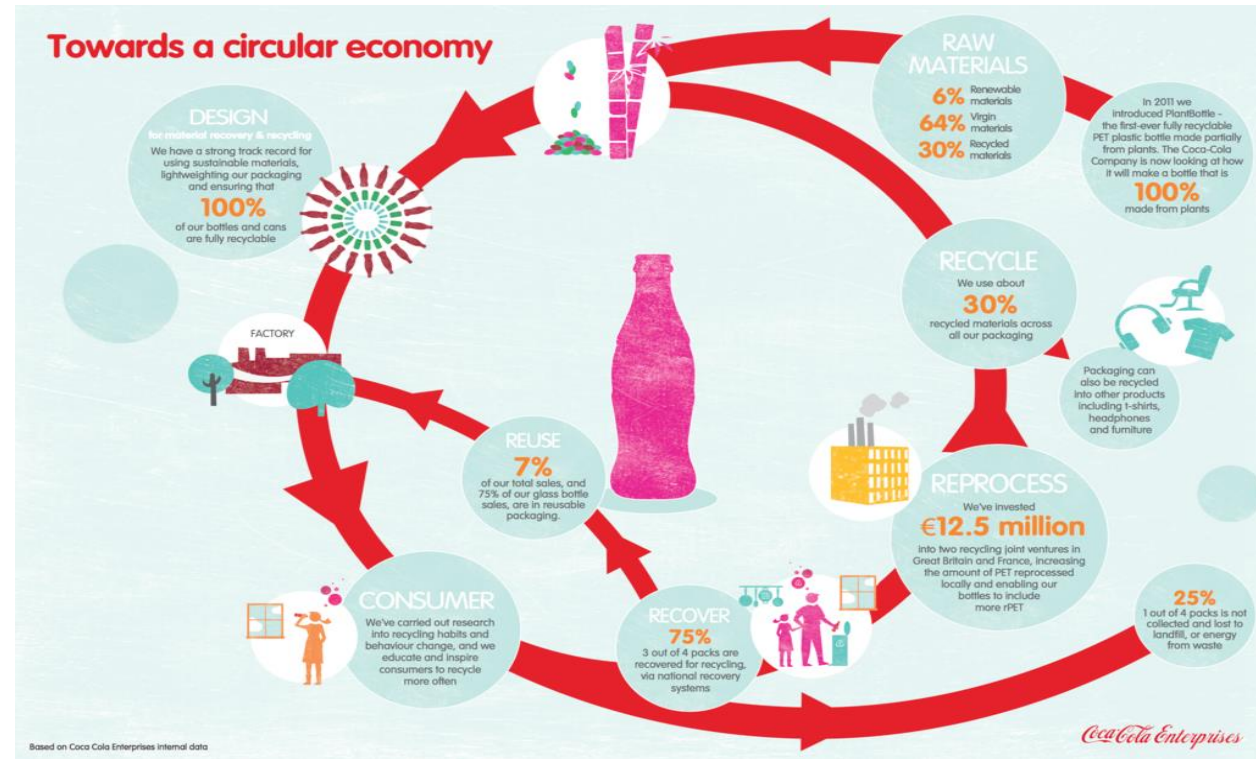 Towards a circular economy
DESIGN
for material recovery & recycling
We have a strong track record for
using sustainable materials,
lightweighting our packaging
and ensuring that
100%
of our bottles and cans
are fully recyclable
RAW
MATERIALS
6% Renewable
materials
64% Virgin
materials
30% Recycled
materials
In 2011 we
introduced PlantBottle -
the first-ever fully recyclable
PET plastic bottle made partially
from plants. The Coca-Cola
Company is now looking at how
it will make a bottle that is
100%
made from plants
RECYCLE
We use about
30%
recycled materials across
all our packaging
Packaging can
also be recycled
into other products
including t-shirts,
headphones
and furniture
FACTORY
REUSE
7%
of our total sales, and
75% of our glass bottle
sales, are in reusable
packaging.
REPROCESS
We've invested
€12.5 million
into two recycling joint ventures in
Great Britain and France, increasing
the amount of PET reprocessed
locally and enabling our
bottles to include
more rPET
CONSUMER
We've carried out research
into recycling habits and
behaviour change, and we
educate and inspire
consumers to recycle
more often
RECOVER
75%
3 out of 4 packs are
recovered for recycling,
via national recovery
systems
25%
1 out of 4 packs is not
collected and lost to
landfill, or energy
from waste
Based on Coca Cola Enterprises internal data
Coca-Cola Enterprises